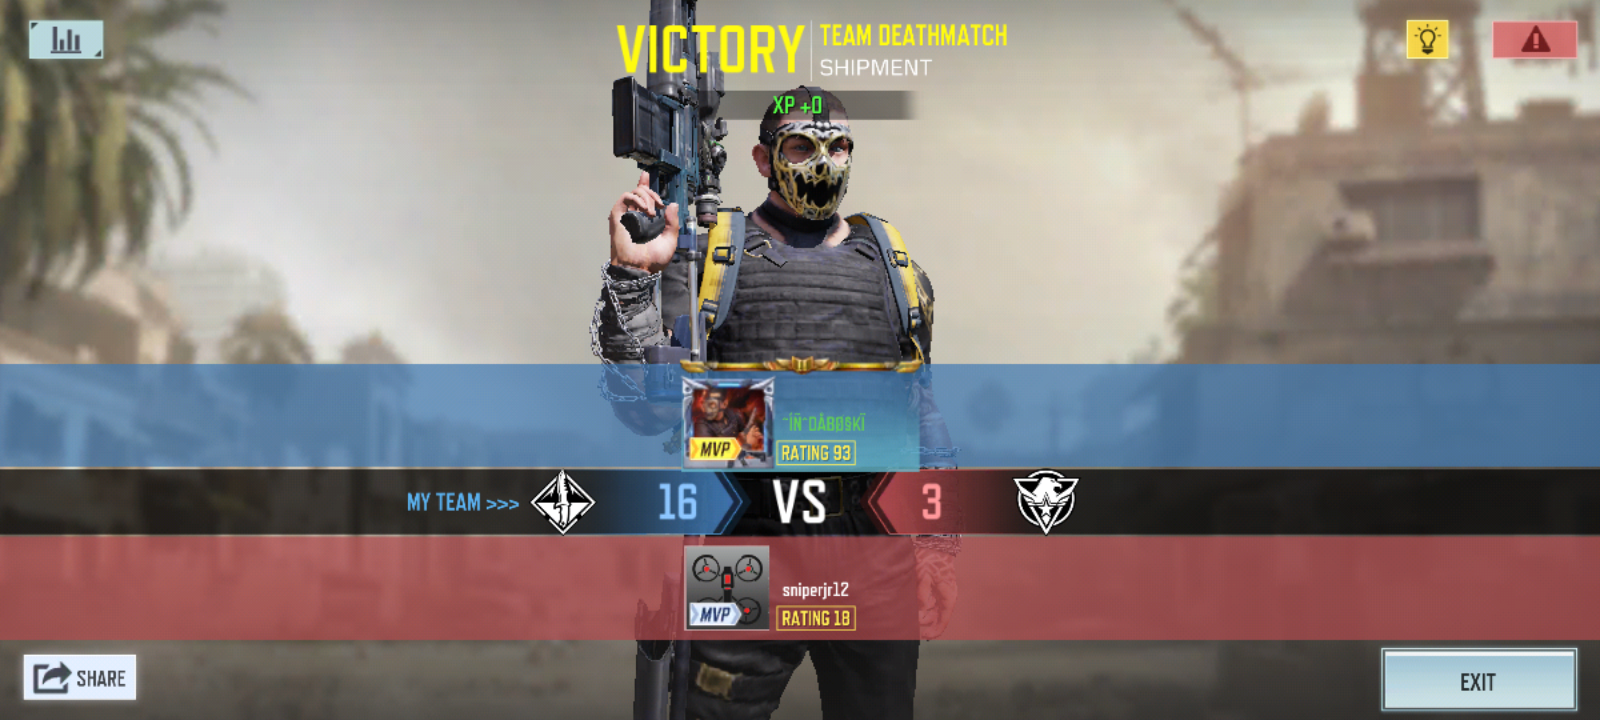 VICTORY
TEAM DEATHMATCH
SHIPMENT
XP +0
MVP
RATING 93
MY TEAM >>>
16
VS
3
sniperjr12
MVP
RATING 18
SHARE
EXIT